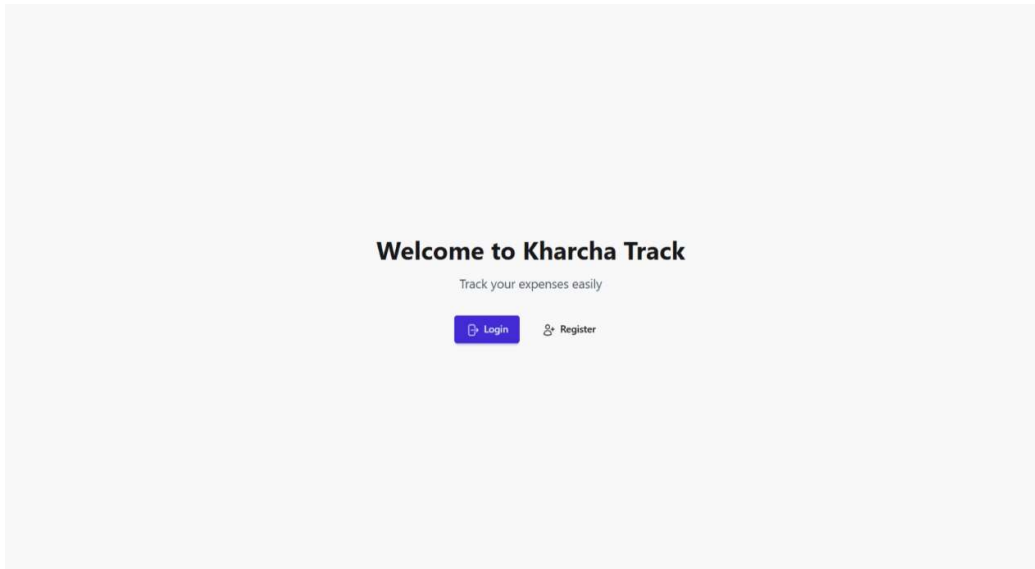 Welcome to Kharcha Track
Track your expenses easily
Login Register